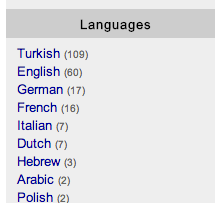 Languages
Turkish (109)
English (60)
German (17)
French (16)
Italian (7)
Dutch (7)
Hebrew (3)
Arabic (2)
Polish (2)